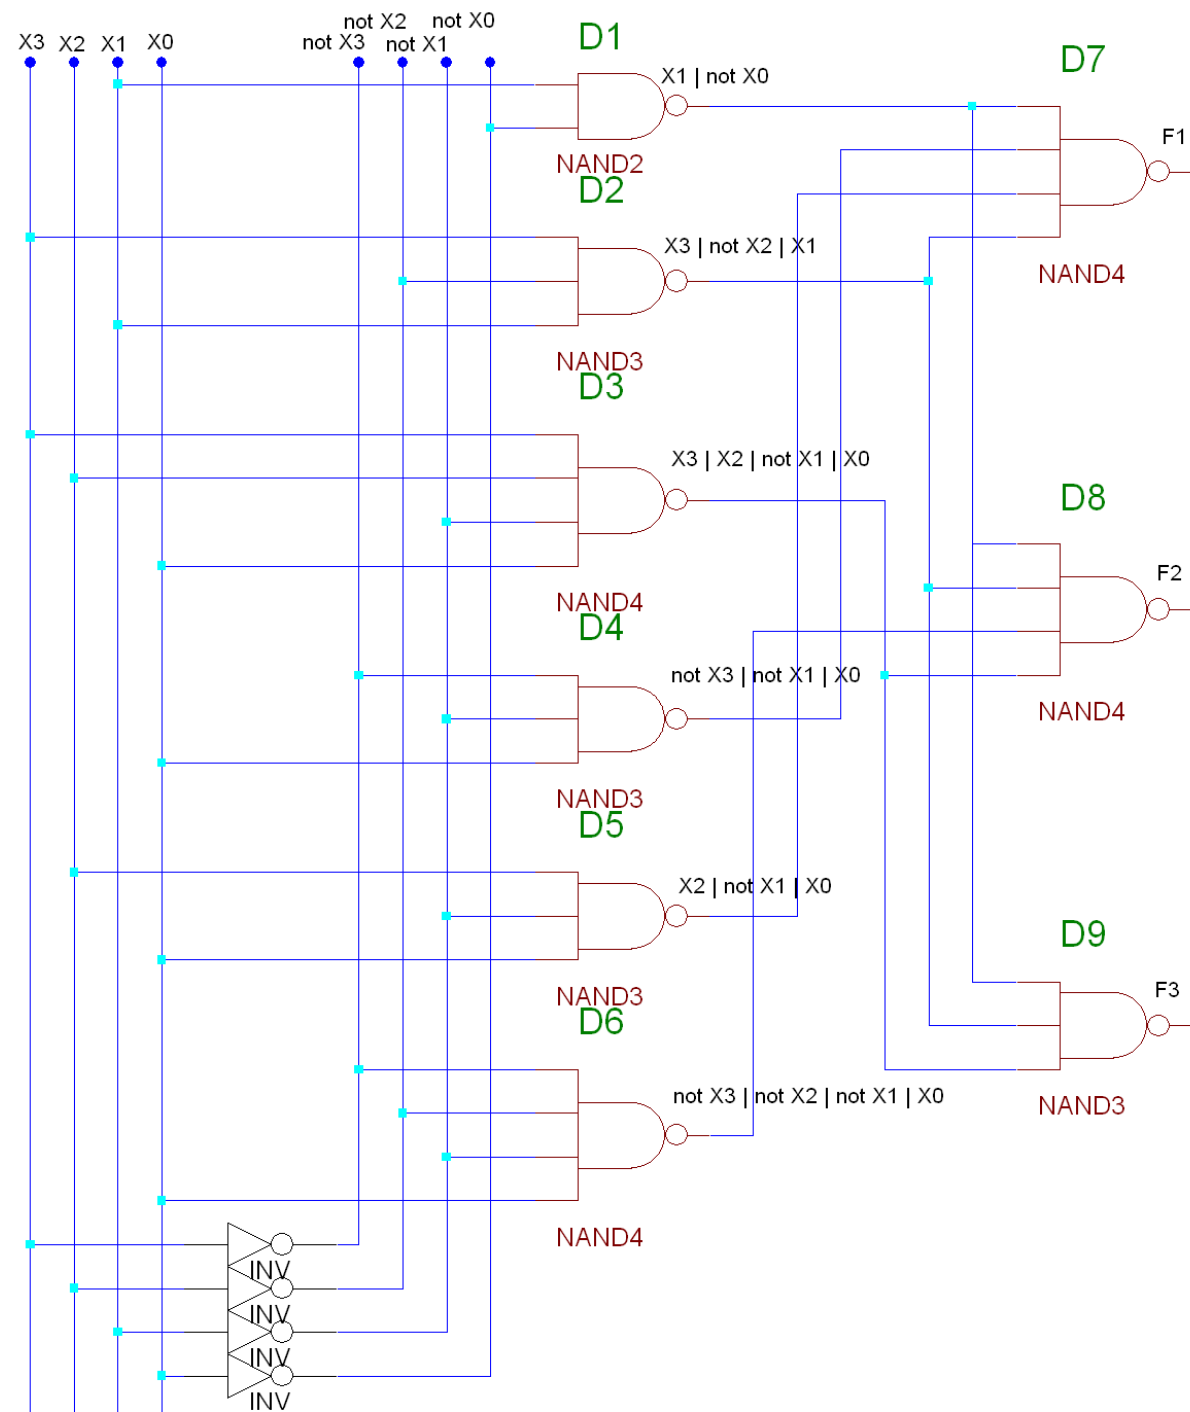 not X2 not X0
X3 X2 X1 X0 not X3 not X1
D1
X1 | not X0
NAND2
D2
X3 | not X2 | X1
NAND3
D3
X3 | X2 | not X1 | X0
NAND4
D4
not X3 | not X1 | X0
NAND3
D5
X2 | not X1 | X0
NAND3
D6
not X3 | not X2 | not X1 | X0
NAND4
INV
INV
INV
INV
D7
F1
NAND4
D8
F2
NAND4
D9
F3
NAND3